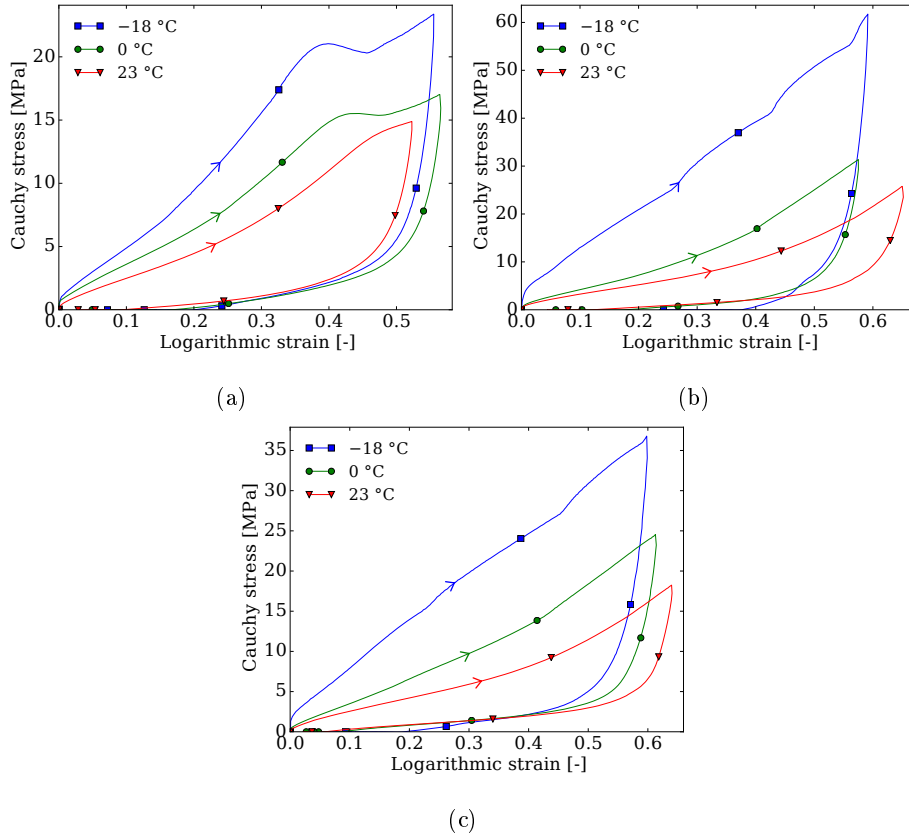 −18 °C
0 °C
23 °C
Cauchy stress [MPa]
20
15
10
5
0
0.0 0.1 0.2 0.3 0.4 0.5
Logarithmic strain [-]
(a)
−18 °C
0 °C
23 °C
Cauchy stress [MPa]
60
50
40
30
20
10
0
0.0 0.1 0.2 0.3 0.4 0.5 0.6 0.7
Logarithmic strain [-]
(b)
−18 °C
0 °C
23 °C
Cauchy stress [MPa]
35
30
25
20
15
10
5
0
0.0 0.1 0.2 0.3 0.4 0.5 0.6
Logarithmic strain [-]
(c)